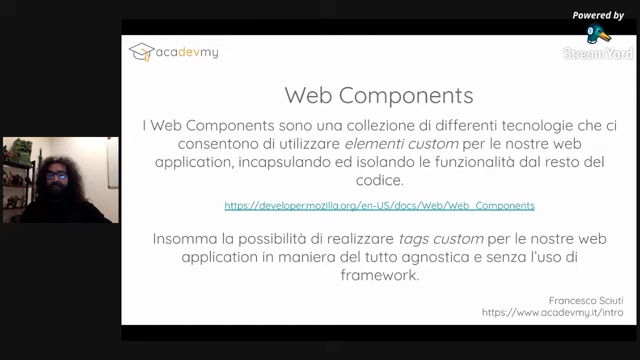 Powered by
StreamYard
acadevmy
Web Components
I Web Components sono una collezione di differenti tecnologie che ci
consentono di utilizzare elementi custom per le nostre web
application, incapsulando ed isolando le funzionalità dal resto del
codice.
https://developer.mozilla.org/en-US/docs/Web/Web_Components
Insomma la possibilità di realizzare tags custom per le nostre web
application in maniera del tutto agnostica e senza l'uso di
framework.
Francesco Sciuti
https://www.acadevmy.it/intro